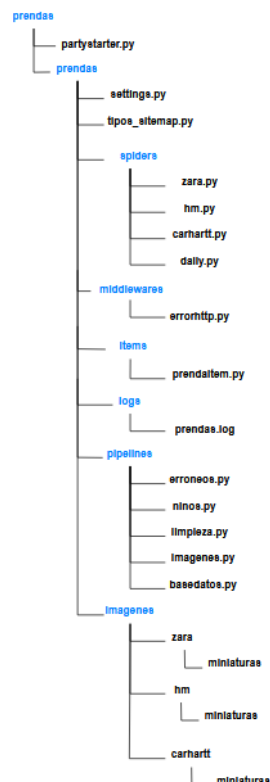 prendas
partystarter.py
prendas
settings.py
tipos_sitemap.py
spiders
zara.py
hm.py
carhartt.py
daily.py
middlewares
errorhttp.py
items
prendaitem.py
logs
prendas.log
pipelines
erroneos.py
ninos.py
limpieza.py
imagenes.py
basedatos.py
imagenes
zara
miniaturas
hm
miniaturas
carhartt
miniaturas